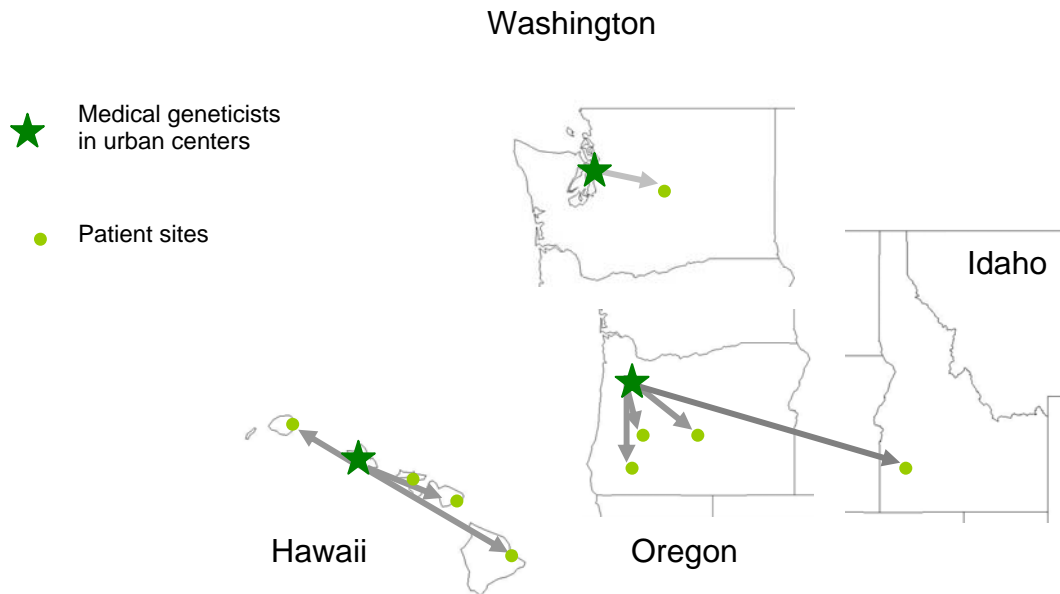 Washington
Medical geneticists
in urban centers
Patient sites
Idaho
Hawaii
Oregon